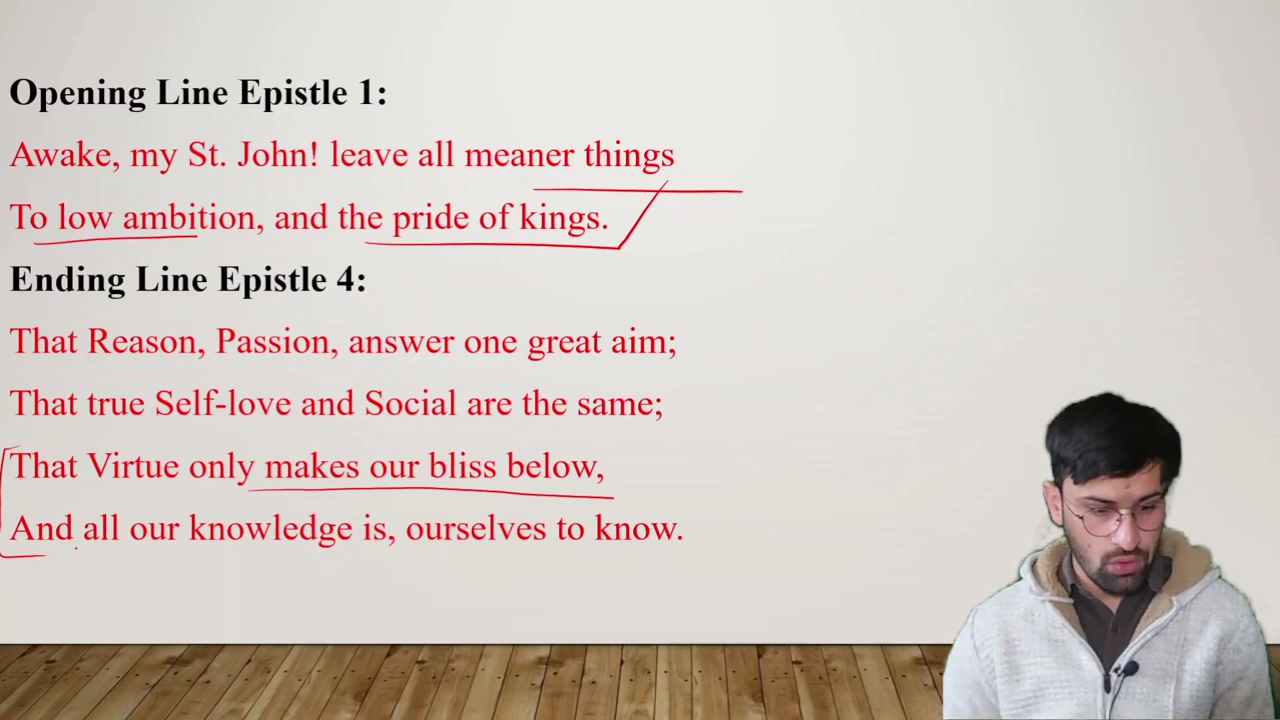 Opening Line Epistle 1:
Awake, my St. John! leave all meaner things
To low ambition, and the pride of kings.
Ending Line Epistle 4:
That Reason, Passion, answer one great aim;
That true Self-love and Social are the same;
That Virtue only makes our bliss below,
And all our knowledge is, ourselves to know.